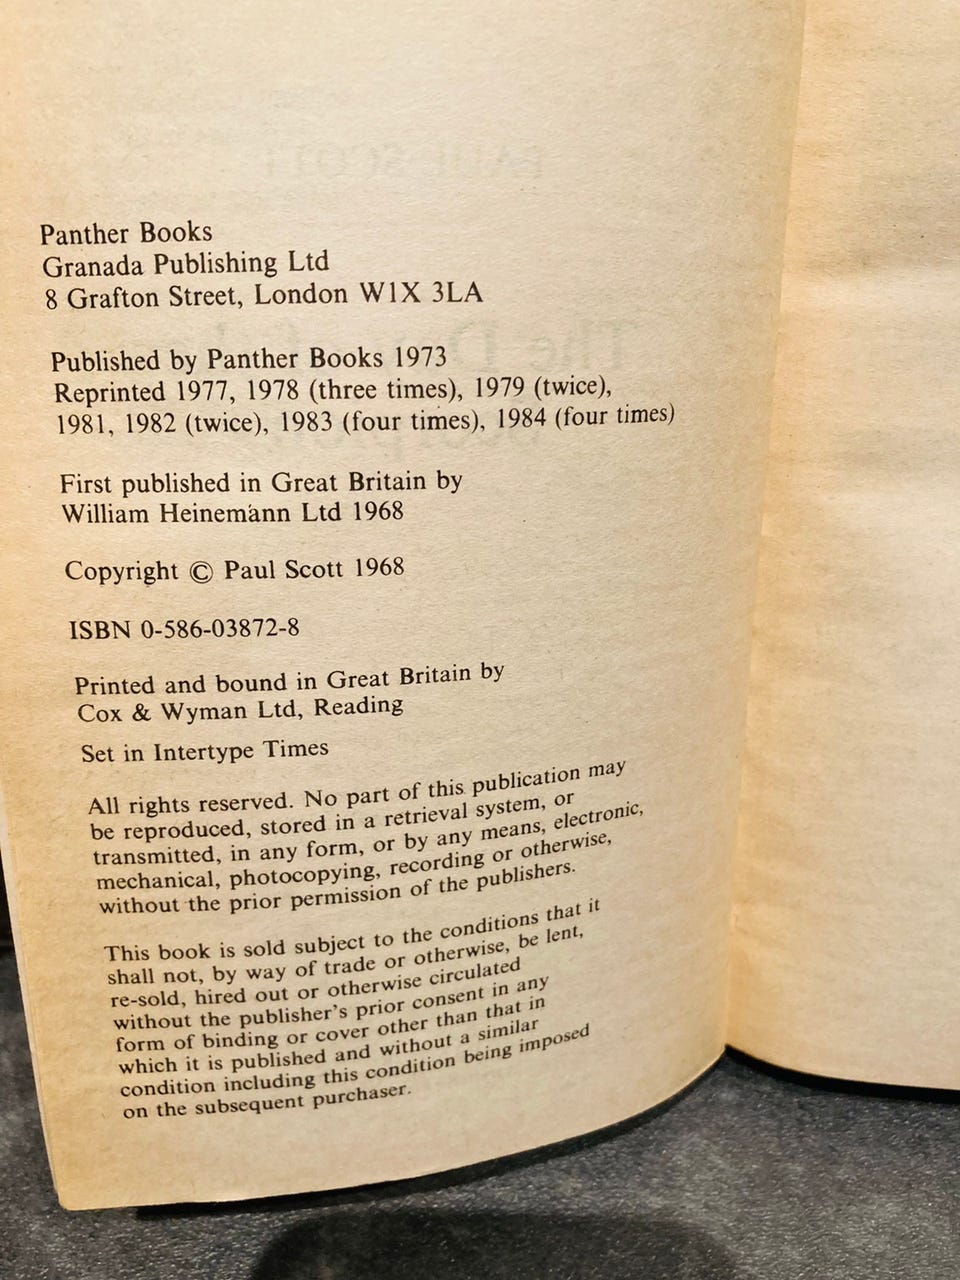 Panther Books
Granada Publishing Ltd
8 Grafton Street, London W1X 3LA
Published by Panther Books 1973
Reprinted 1977, 1978 (three times), 1979 (twice),
1981, 1982 (twice), 1983 (four times), 1984 (four times)
First published in Great Britain by
William Heinemann Ltd 1968
Copyright © Paul Scott 1968
ISBN 0-586-03872-8
Printed and bound in Great Britain by
Cox & Wyman Ltd, Reading
Set in Intertype Times
All rights reserved. No part of this publication may
be reproduced, stored in a retrieval system, or
transmitted, in any form, or by any means, electronic,
mechanical, photocopying, recording or otherwise,
without the prior permission of the publishers.
This book is sold subject to the conditions that it
shall not, by way of trade or otherwise, be lent,
re-sold, hired out or otherwise circulated
without the publisher's prior consent in any
form of binding or cover other than that in
which it is published and without a similar
condition including this condition being imposed
on the subsequent purchaser.